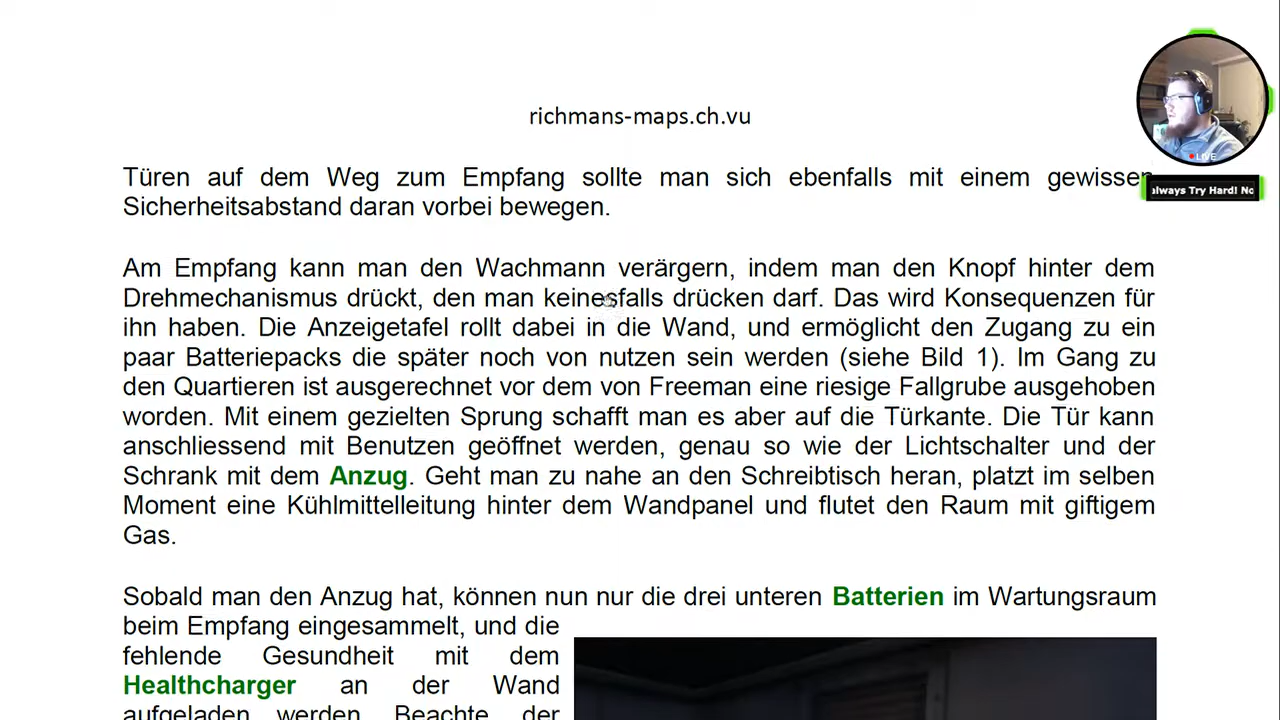 richmans-maps.ch.vu
LIVE
always Try Hard! No
Türen auf dem Weg zum Empfang sollte man sich ebenfalls mit einem gewissen
Sicherheitsabstand daran vorbei bewegen.
Am Empfang kann man den Wachmann verärgern, indem man den Knopf hinter dem
Drehmechanismus drückt, den man keinesfalls drücken darf. Das wird Konsequenzen für
ihn haben. Die Anzeigetafel rollt dabei in die Wand, und ermöglicht den Zugang zu ein
paar Batteriepacks die später noch von nutzen sein werden (siehe Bild 1). Im Gang zu
den Quartieren ist ausgerechnet vor dem von Freeman eine riesige Fallgrube ausgehoben
worden. Mit einem gezielten Sprung schafft man es aber auf die Türkante. Die Tür kann
anschliessend mit Benutzen geöffnet werden, genau so wie der Lichtschalter und der
Schrank mit dem Anzug. Geht man zu nahe an den Schreibtisch heran, platzt im selben
Moment eine Kühlmittelleitung hinter dem Wandpanel und flutet den Raum mit giftigem
Gas.
Sobald man den Anzug hat, können nun nur die drei unteren Batterien im Wartungsraum
beim Empfang eingesammelt, und die
fehlende Gesundheit mit dem
Healthcharger an der Wand
aufgeladen werden. Beachte der